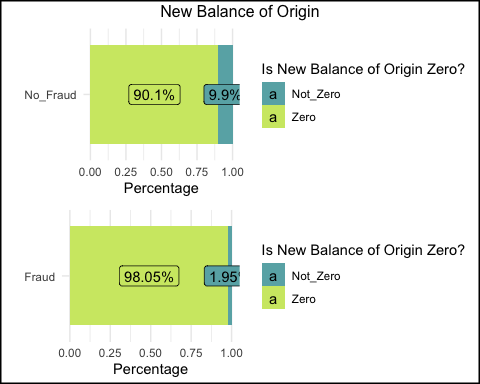 New Balance of Origin
No_Fraud
90.1%
9.9%
0.00 0.25 0.50 0.75 1.00
Percentage
Is New Balance of Origin Zero?
a Not_Zero
a Zero
Fraud
98.05%
1.95
0.00 0.25 0.50 0.75 1.00
Percentage
Is New Balance of Origin Zero?
a Not_Zero
a Zero